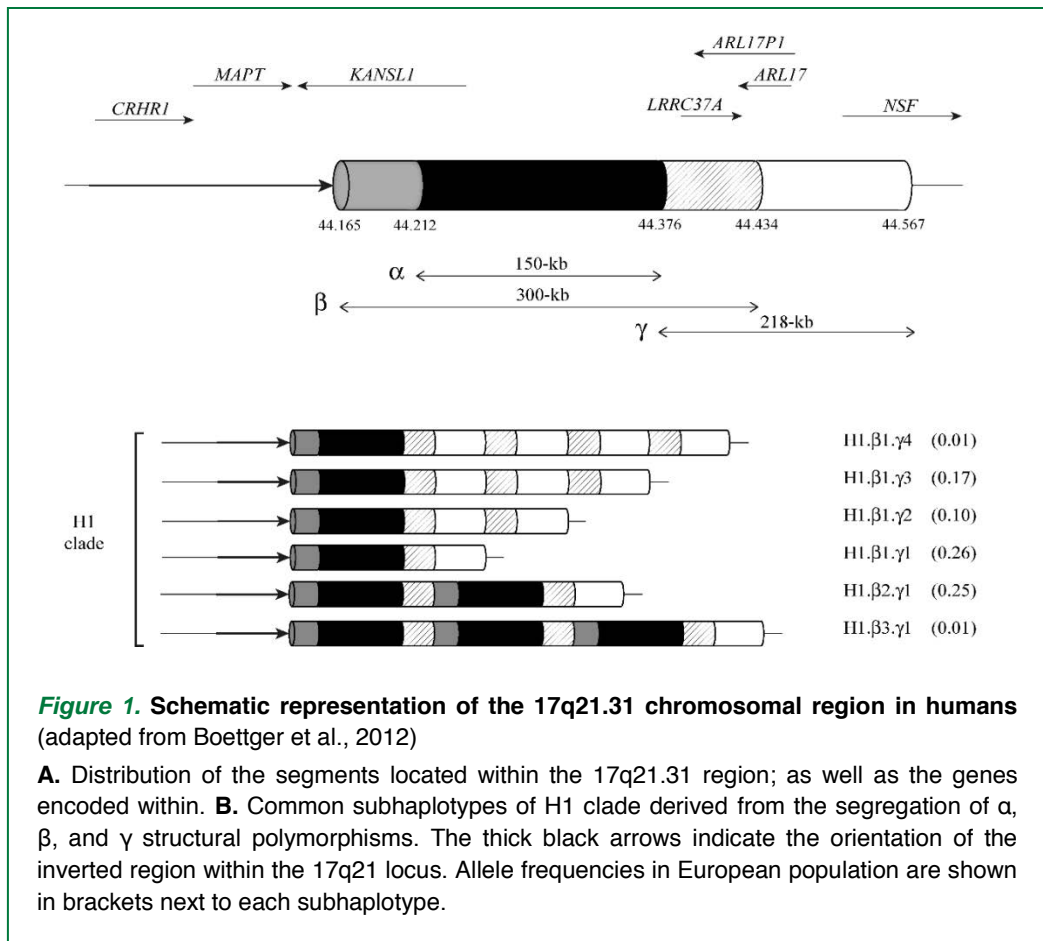 ARL17P1
MAPT KANSL1 ARL17
CRHR1 LRRC37A NSF
44.165 44.212 44.376 44.434 44.567
α 150-kb
β 300-kb
γ 218-kb
H1.β1.γ4 (0.01)
H1.β1.γ3 (0.17)
H1
clade
H1.β1.γ2 (0.10)
H1.β1.γ1 (0.26)
H1.β2.γ1 (0.25)
H1.β3.γ1 (0.01)
Figure 1. Schematic representation of the 17q21.31 chromosomal region in humans
(adapted from Boettger et al., 2012)
A. Distribution of the segments located within the 17q21.31 region; as well as the genes
encoded within. B. Common subhaplotypes of H1 clade derived from the segregation of α,
β, and γ structural polymorphisms. The thick black arrows indicate the orientation of the
inverted region within the 17q21 locus. Allele frequencies in European population are shown
in brackets next to each subhaplotype.